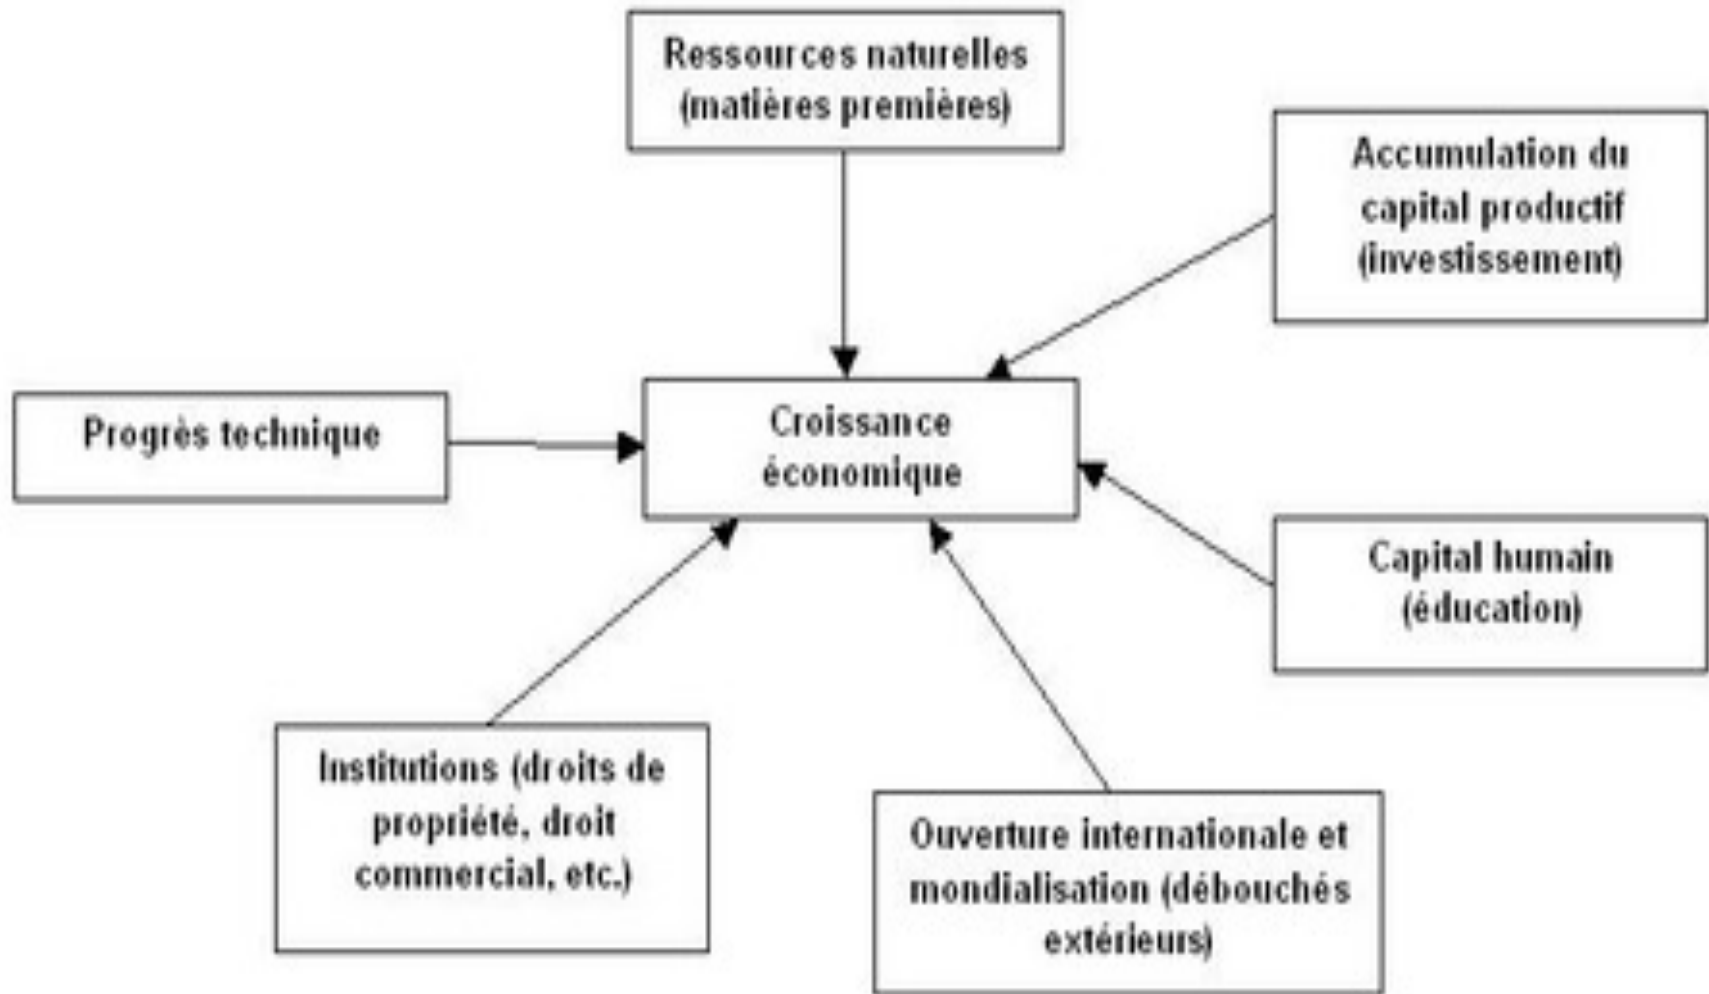 Ressources naturelles
(matières premières)
Accumulation du
capital productif
(investissement)
Progrès technique
Croissance
économique
Capital humain
(éducation)
Institutions (droits de
propriété, droit
commercial, etc.)
Ouverture internationale et
mondialisation (débouchés
extérieurs)